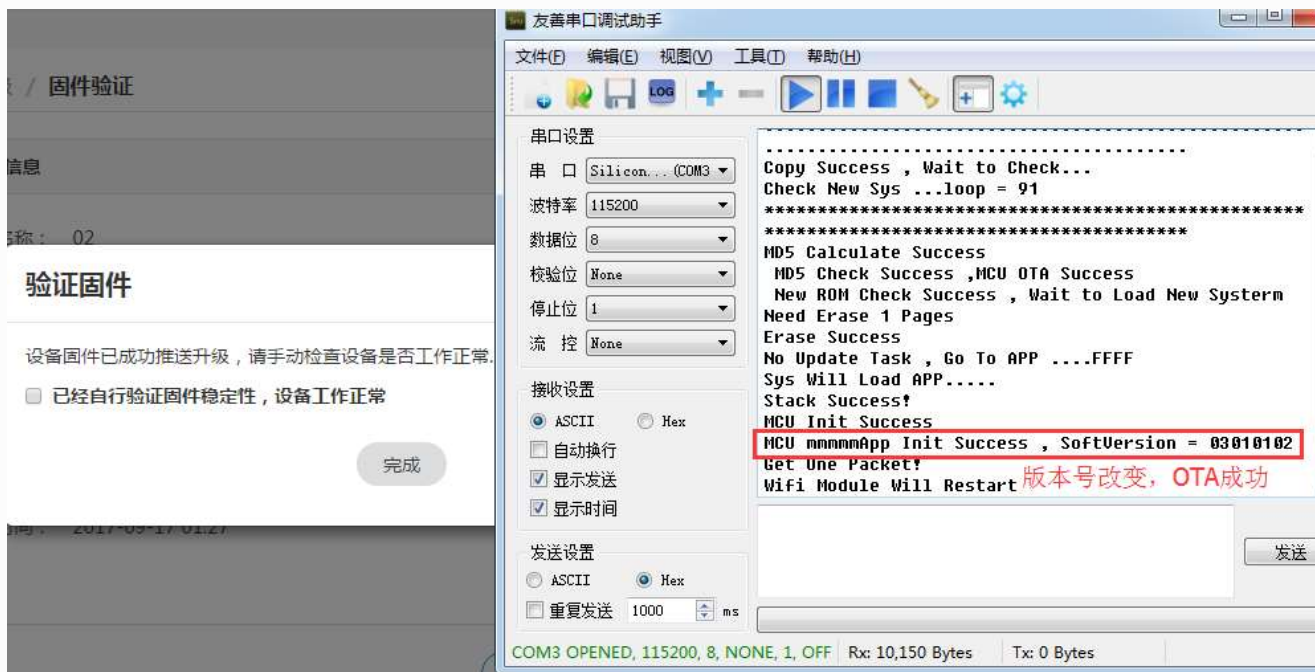 / 固件验证
信息
名称： 02
验证固件
设备固件已成功推送升级，请手动检查设备是否工作正常.
已经自行验证固件稳定性，设备工作正常
完成
2017-09-17 01:27
友善串口调试助手
文件(F) 编辑(E) 视图(V) 工具(T) 帮助(H)
LOG
串口设置
串 口 Silicon... (COM3
波特率 115200
数据位 8
校验位 None
停止位 1
流 控 None
接收设置
ASCII Hex
自动换行
显示发送
显示时间
发送设置
ASCII Hex
重复发送 1000 ms
Copy Success , Wait to Check...
Check New Sys ...loop = 91
***************************************************
****************************************
MD5 Calculate Success
MD5 Check Success ,MCU OTA Success
New ROM Check Success , Wait to Load New Systerm
Need Erase 1 Pages
Erase Success
No Update Task , Go To APP ....FFFF
Sys Will Load APP.....
Stack Success!
MCU Init Success
MCU mmmmmApp Init Success , SoftVersion = 03010102
Get One Packet!
Wifi Module Will Restart
版本号改变，OTA成功
发送
COM3 OPENED, 115200, 8, NONE, 1, OFF Rx: 10,150 Bytes Tx: 0 Bytes